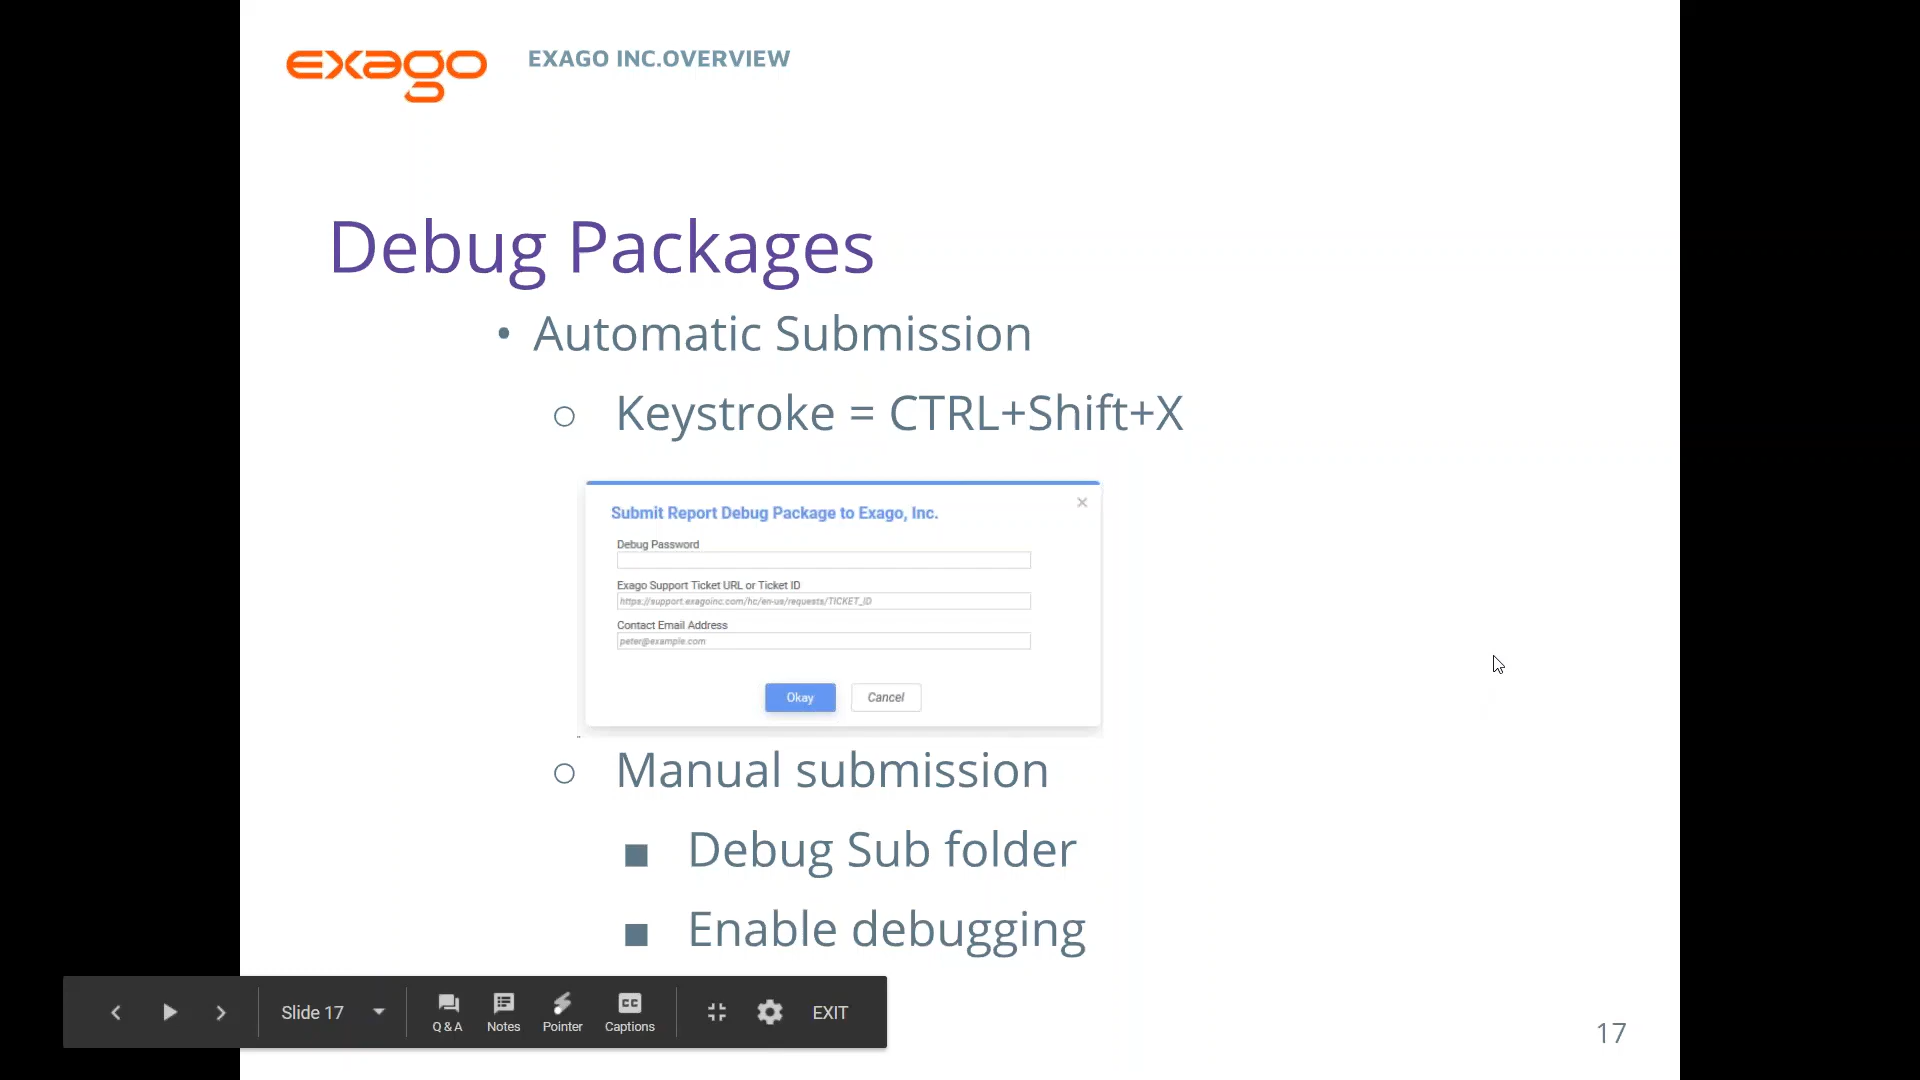 exago
EXAGO INC.OVERVIEW
Debug Packages
• Automatic Submission
○ Keystroke = CTRL+Shift+X
Submit Report Debug Package to Exago, Inc.
Debug Password
Exago Support Ticket URL or Ticket ID
https://support.exagoinc.com/hc/en-us/requests/TICKET_ID
Contact Email Address
peter@example.com
Okay Cancel
○ Manual submission
■ Debug Sub folder
■ Enable debugging
Slide 17
Q & A Notes Pointer Captions
EXIT
17